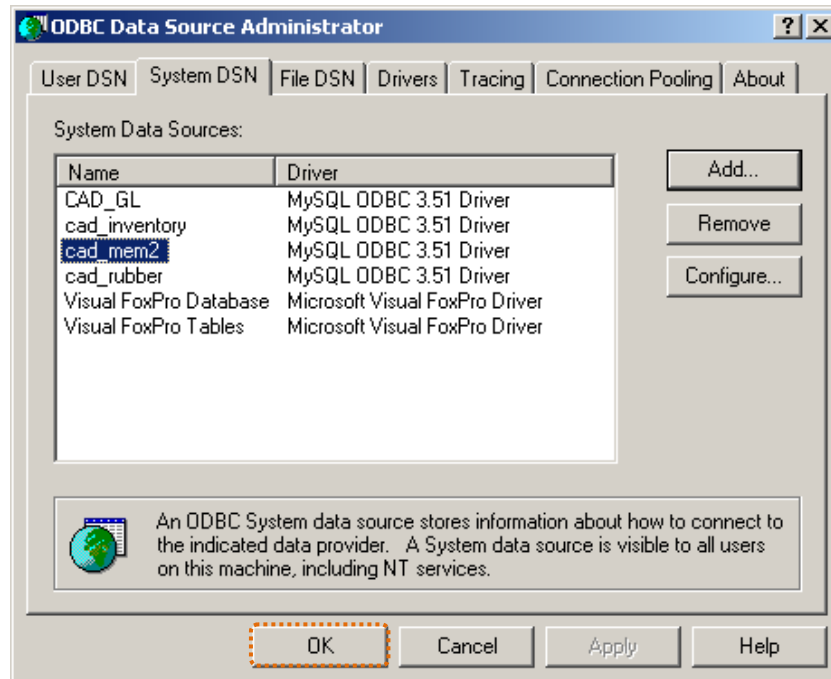 ODBC Data Source Administrator
User DSN System DSN File DSN Drivers Tracing Connection Pooling About
System Data Sources:
Name Driver
CAD_GL MySQL ODBC 3.51 Driver
cad_inventory MySQL ODBC 3.51 Driver
cad_mem2 MySQL ODBC 3.51 Driver
cad_rubber MySQL ODBC 3.51 Driver
Visual FoxPro Database Microsoft Visual FoxPro Driver
Visual FoxPro Tables Microsoft Visual FoxPro Driver
Add...
Remove
Configure...
An ODBC System data source stores information about how to connect to
the indicated data provider. A System data source is visible to all users
on this machine, including NT services.
OK Cancel Apply Help